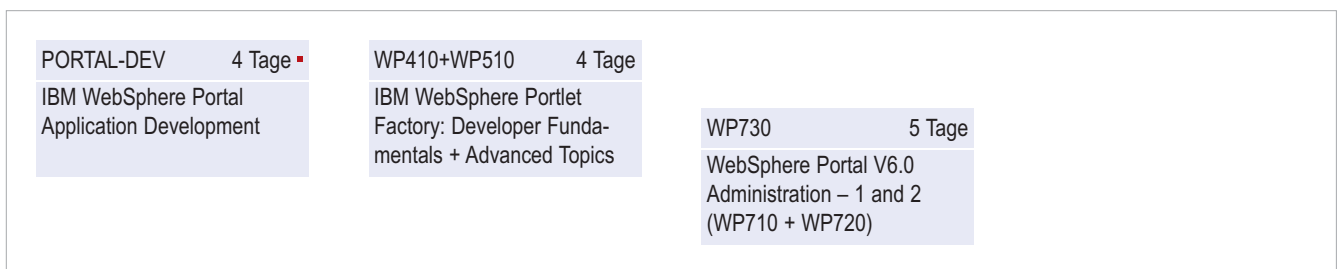 PORTAL-DEV 4 Tage
IBM WebSphere Portal
Application Development
WP410+WP510 4 Tage
IBM WebSphere Portlet
Factory: Developer Funda-
mentals + Advanced Topics
WP730 5 Tage
WebSphere Portal V6.0
Administration – 1 and 2
(WP710 + WP720)